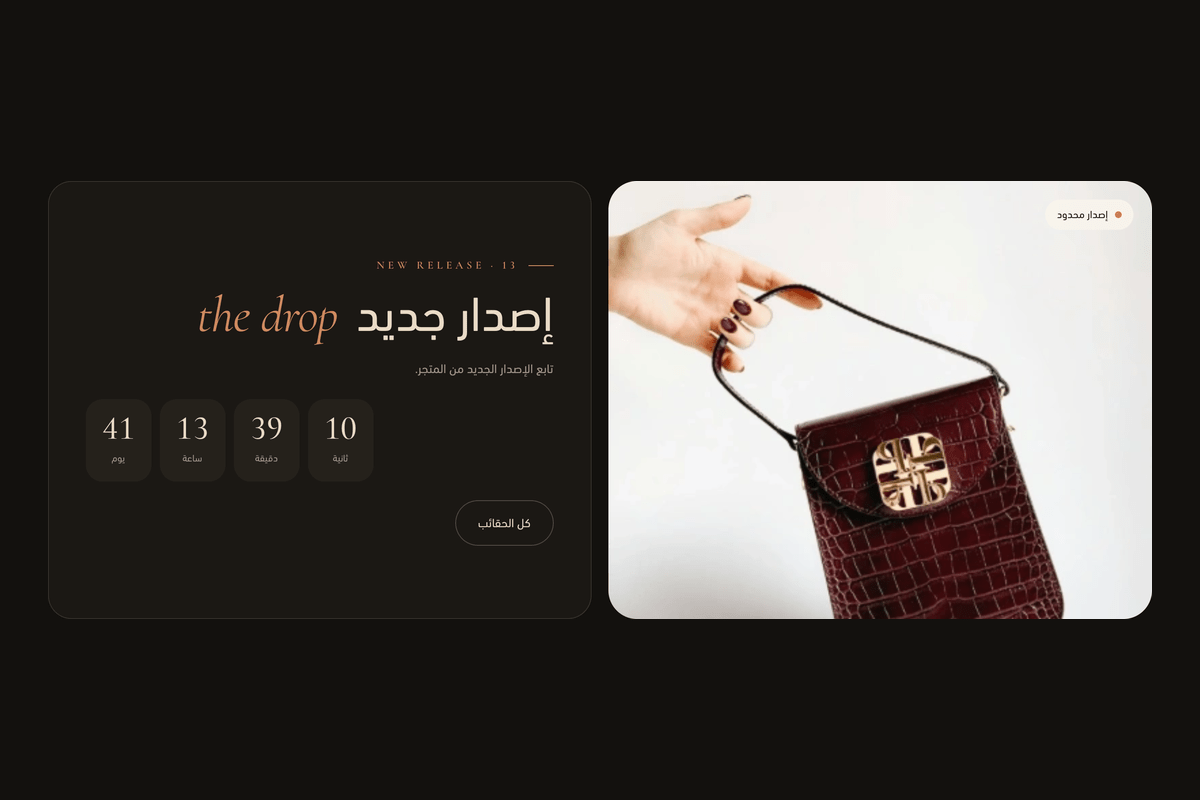 إصدار محدود
NEW RELEASE · 13
إصدار جديد the drop
تابع الإصدار الجديد من المتجر.
41 13 39 10
يوم ساعة دقيقة ثانية
كل الحقائب